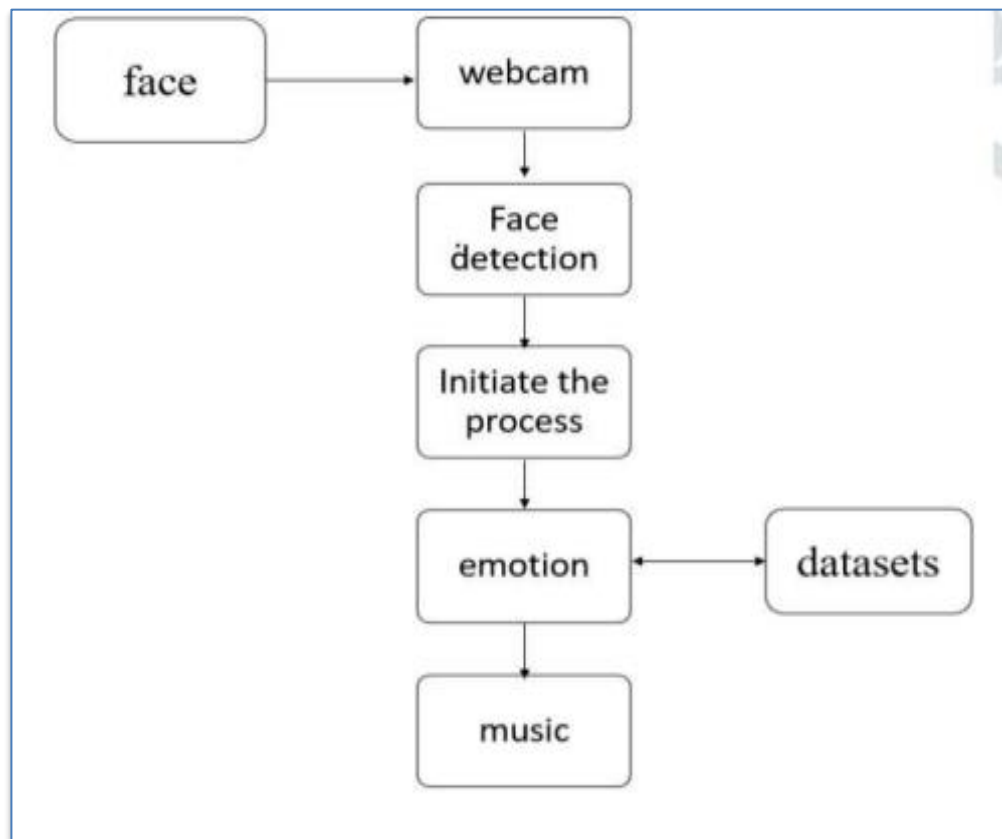 face
webcam
Face
detection
Initiate the
process
emotion
datasets
music